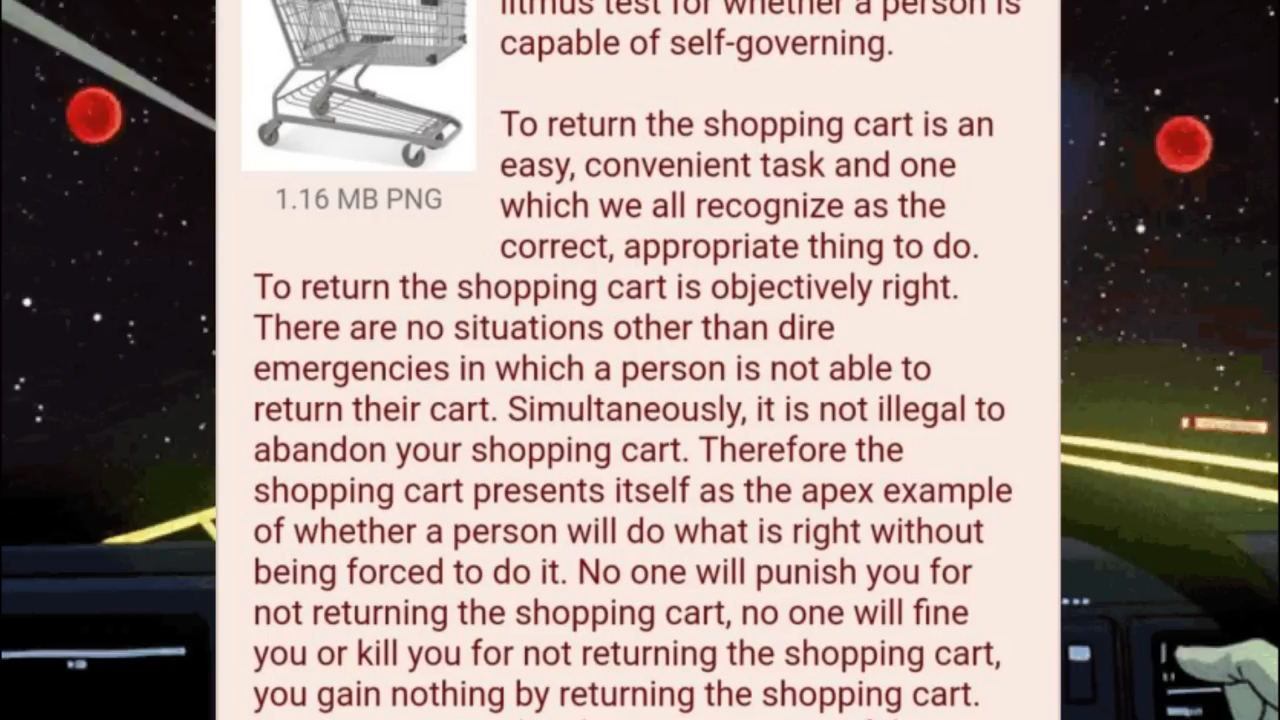 litmus test for whether a person is
capable of self-governing.
To return the shopping cart is an
easy, convenient task and one
which we all recognize as the
correct, appropriate thing to do.
1.16 MB PNG
To return the shopping cart is objectively right.
There are no situations other than dire
emergencies in which a person is not able to
return their cart. Simultaneously, it is not illegal to
abandon your shopping cart. Therefore the
shopping cart presents itself as the apex example
of whether a person will do what is right without
being forced to do it. No one will punish you for
not returning the shopping cart, no one will fine
you or kill you for not returning the shopping cart,
you gain nothing by returning the shopping cart.